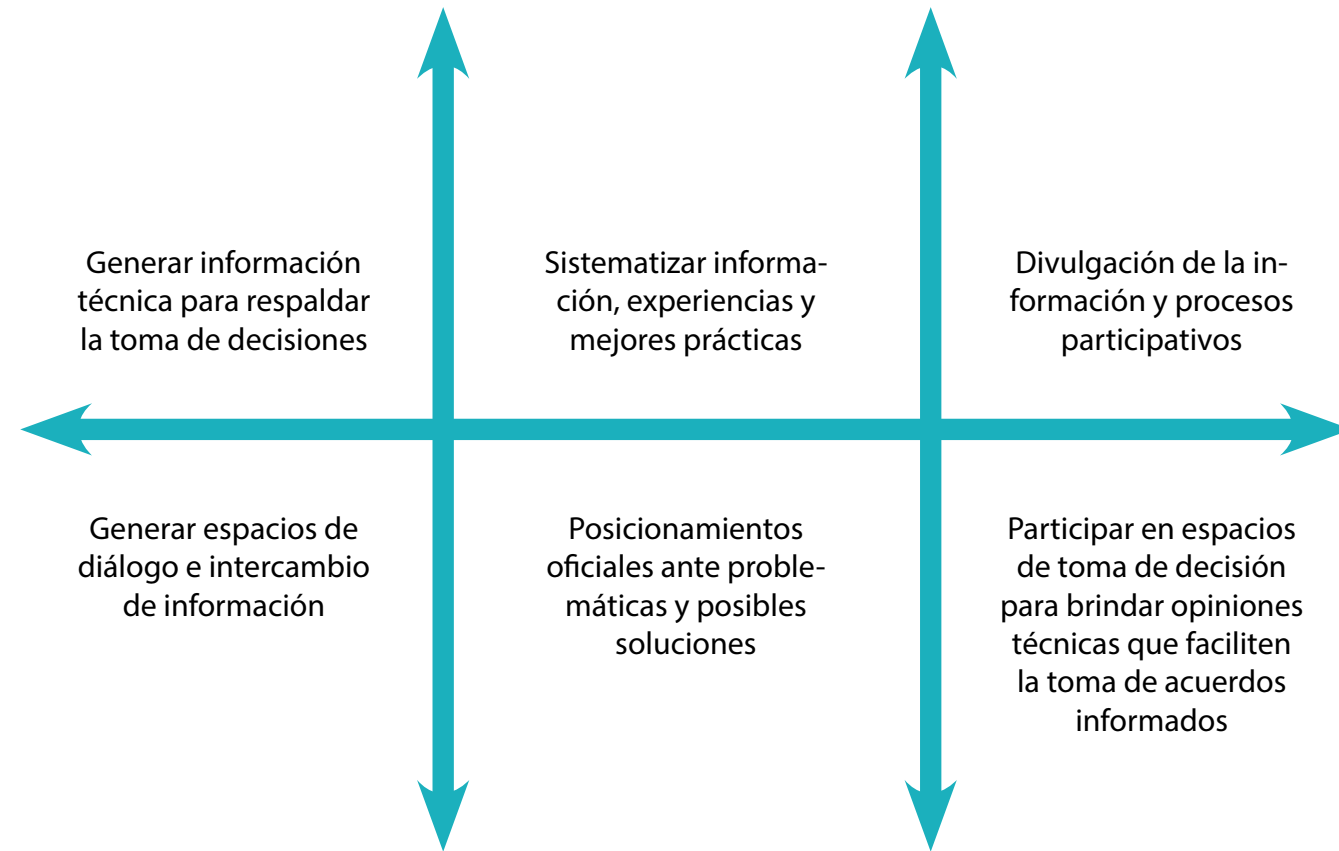 Generar información
técnica para respaldar
la toma de decisiones
Sistematizar informa-
ción, experiencias y
mejores prácticas
Divulgación de la in-
formación y procesos
participativos
Generar espacios de
diálogo e intercambio
de información
Posicionamientos
oficiales ante proble-
máticas y posibles
soluciones
Participar en espacios
de toma de decisión
para brindar opiniones
técnicas que faciliten
la toma de acuerdos
informados